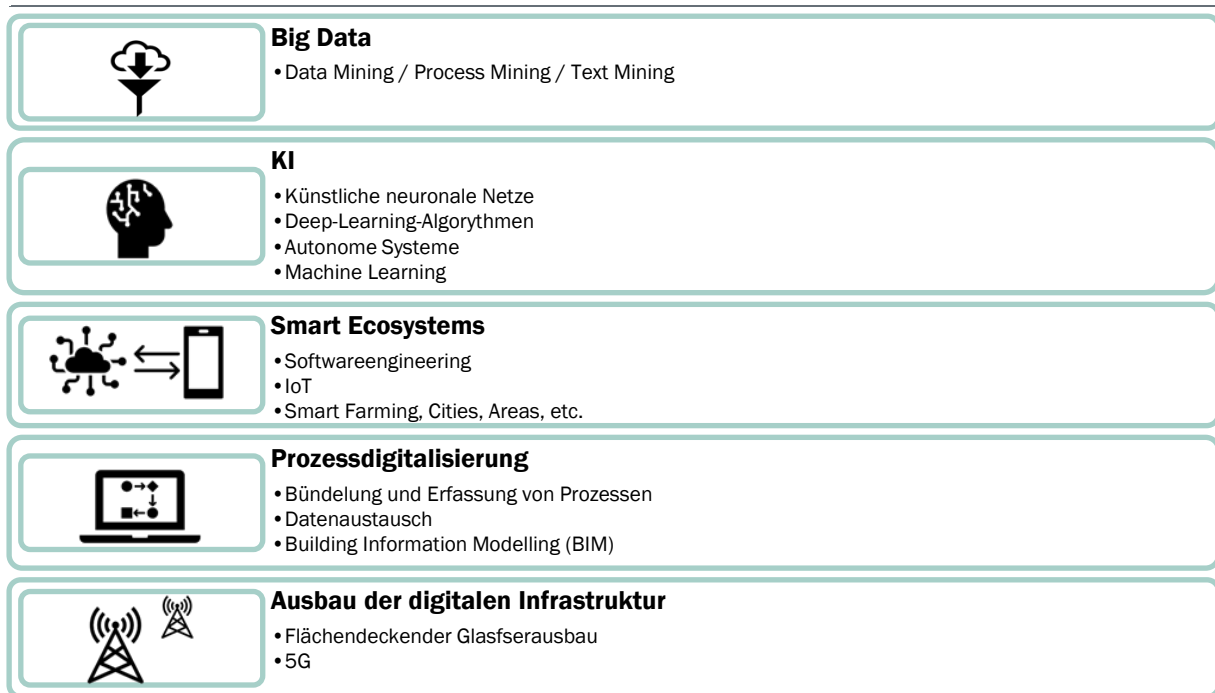 Big Data
•Data Mining / Process Mining / Text Mining
KI
•Künstliche neuronale Netze
•Deep-Learning-Algorythmen
•Autonome Systeme
•Machine Learning
Smart Ecosystems
•Softwareengineering
•IoT
•Smart Farming, Cities, Areas, etc.
Prozessdigitalisierung
•Bündelung und Erfassung von Prozessen
•Datenaustausch
•Building Information Modelling (BIM)
Ausbau der digitalen Infrastruktur
•Flächendeckender Glasfserausbau
•5G